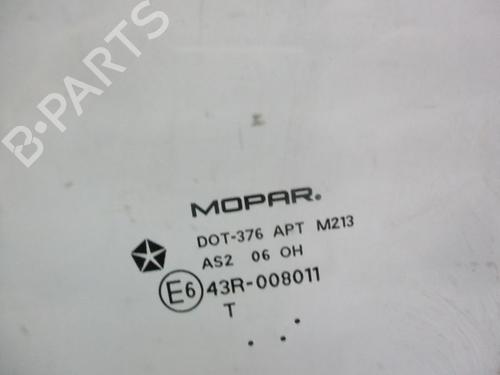 B-PARTS
MOPAR.
DOT-376 APT M213
AS2 06 OH
E6 43R-008011
T